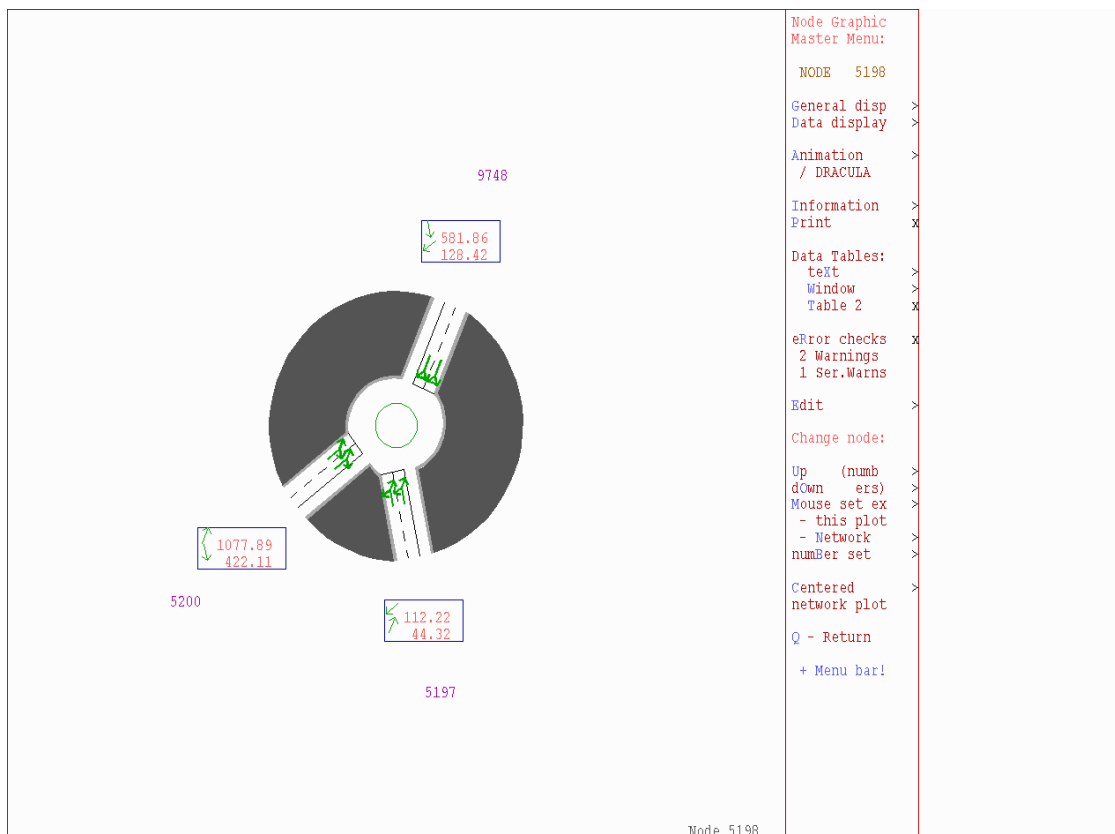 9748
581.86
128.42
1077.89
422.11
5200
112.22
44.32
5197
Node 5198
Node Graphic
Master Menu:
NODE 5198
General disp >
Data display >
Animation >
/ DRACULA
Information >
Print x
Data Tables:
teXt >
Window >
Table 2 x
eRror checks x
2 Warnings
1 Ser.Warns
Edit >
Change node:
Up (numb >
dOwn ers) >
Mouse set ex >
- this plot
- Network >
numBer set >
Centered >
network plot
Q - Return
+ Menu bar!